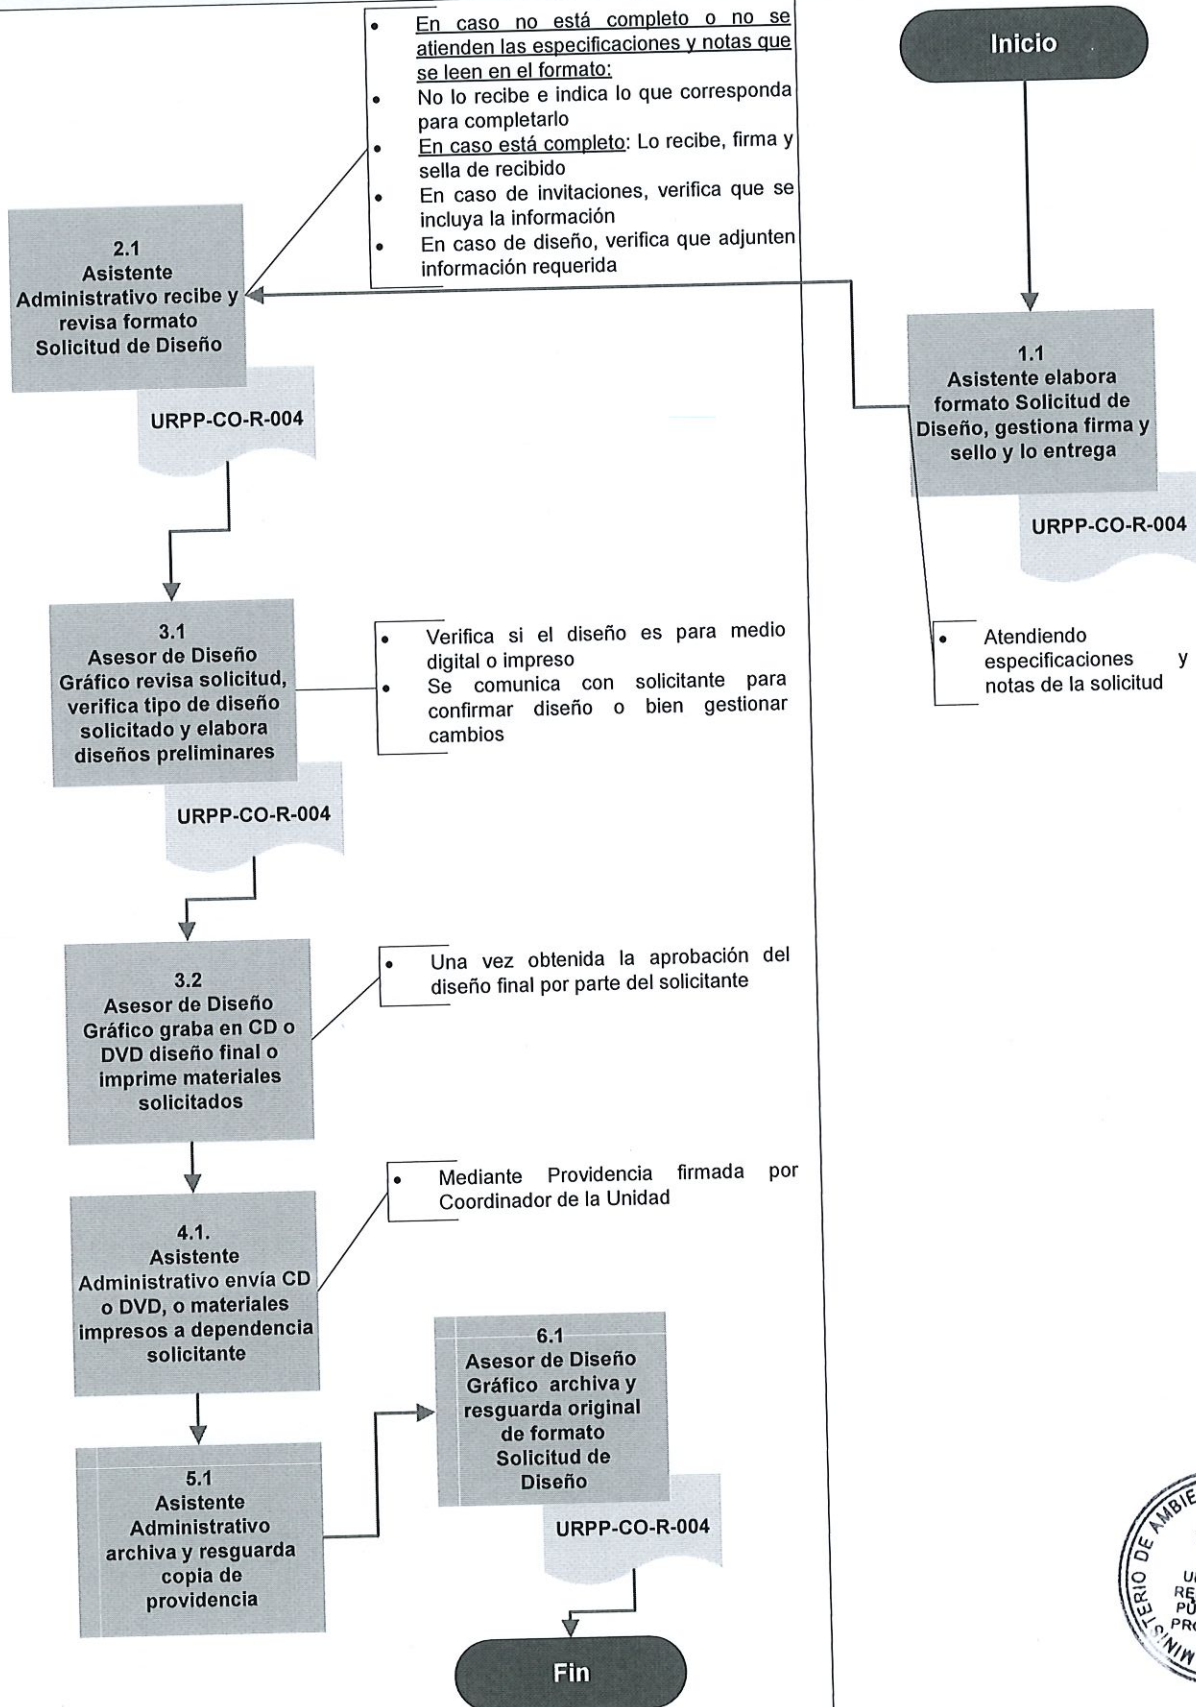 Inicio
1.1
Asistente elabora
formato Solicitud de
Diseño, gestiona firma y
sello y lo entrega
URPP-CO-R-004
• Atendiendo
especificaciones y
notas de la solicitud
• En caso no está completo o no se
atienden las especificaciones y notas que
se leen en el formato:
• No lo recibe e indica lo que corresponda
para completarlo
• En caso está completo: Lo recibe, firma y
sella de recibido
• En caso de invitaciones, verifica que se
incluya la información
• En caso de diseño, verifica que adjunten
información requerida
2.1
Asistente
Administrativo recibe y
revisa formato
Solicitud de Diseño
URPP-CO-R-004
3.1
Asesor de Diseño
Gráfico revisa solicitud,
verifica tipo de diseño
solicitado y elabora
diseños preliminares
URPP-CO-R-004
• Verifica si el diseño es para medio
digital o impreso
• Se comunica con solicitante para
confirmar diseño o bien gestionar
cambios
3.2
Asesor de Diseño
Gráfico graba en CD o
DVD diseño final o
imprime materiales
solicitados
• Una vez obtenida la aprobación del
diseño final por parte del solicitante
4.1.
Asistente
Administrativo envía CD
o DVD, o materiales
impresos a dependencia
solicitante
• Mediante Providencia firmada por
Coordinador de la Unidad
5.1
Asistente
Administrativo
archiva y resguarda
copia de
providencia
6.1
Asesor de Diseño
Gráfico archiva y
resguarda original
de formato
Solicitud de
Diseño
URPP-CO-R-004
Fin
DE